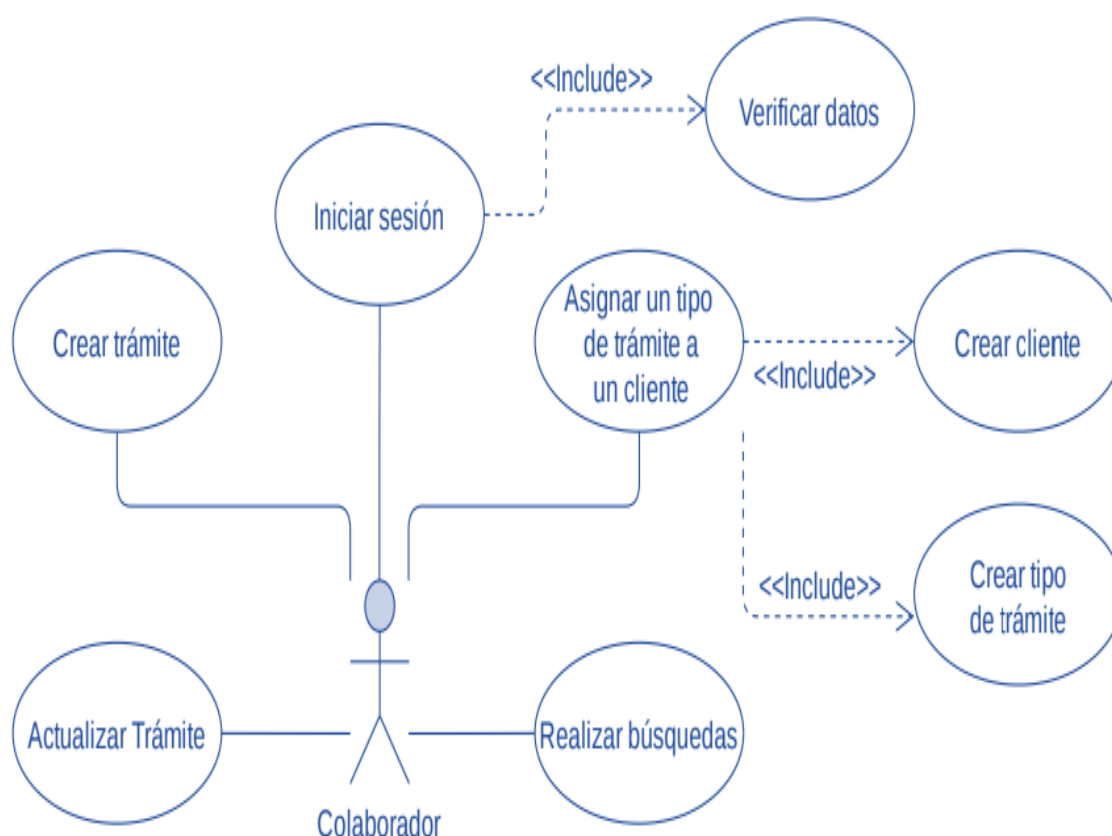 <<Include>>
Verificar datos
Iniciar sesión
Crear trámite
Asignar un tipo
de trámite a
un cliente
<<Include>>
Crear cliente
<<Include>>
Crear tipo
de trámite
Actualizar Trámite
Realizar búsquedas
Colaborador